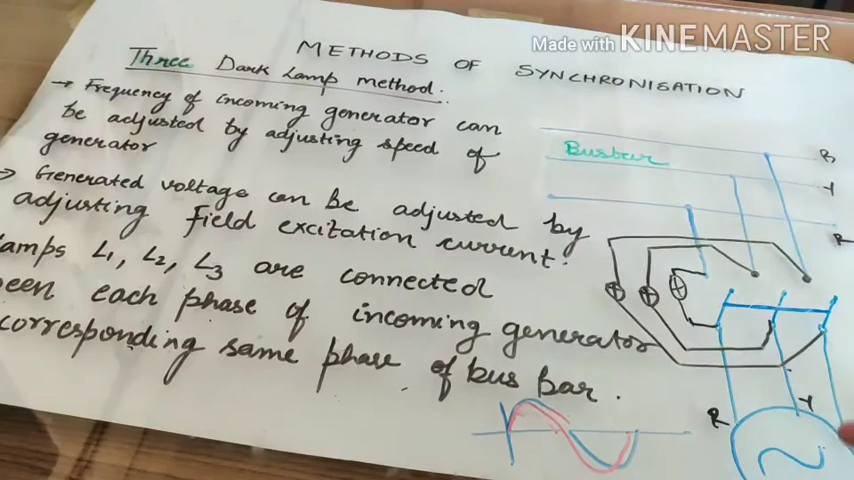 Made with KINEMASTER
METHODS OF SYNCHRONISATION
Three Dark Lamp method.
→ Frequency of incoming generator can
be adjusted by adjusting speed of
generator
→ Generated voltage can be adjusted by
adjusting field excitation current.
amps L1, L2, L3 are connected
een each phase of incoming generator
corresponding same phase of bus bar.
Busbar
B
Y
R
R
Y